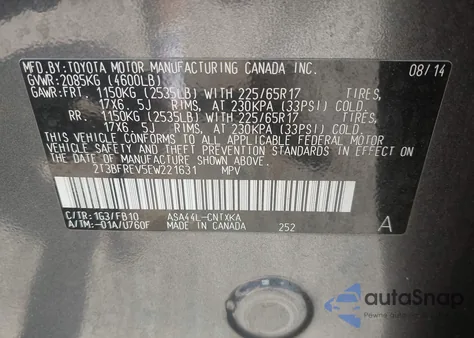 MFD.BY:TOYOTA MOTOR MANUFACTURING CANADA INC. 08/14
GVWR:2085KG (4600LB)
GAWR:FRT. 1150KG (2535LB) WITH 225/65R17 TIRES,
17X6. 5J RIMS, AT 230KPA (33PSI) COLD.
RR. 1150KG (2535LB) WITH 225/65R17 TIRES,
17X6. 5J RIMS, AT 230KPA (33PSI) COLD.
THIS VEHICLE CONFORMS TO ALL APPLICABLE FEDERAL MOTOR
VEHICLE SAFETY AND THEFT PREVENTION STANDARDS IN EFFECT
ON THE DATE OF MANUFACTURE SHOWN ABOVE.
2T3BFREV5EW221631 MPV
C/TR:1G3/FB10 ASA44L-CNTXKA
A/TM:-01A/U760F MADE IN CANADA 252 A
autoSnap